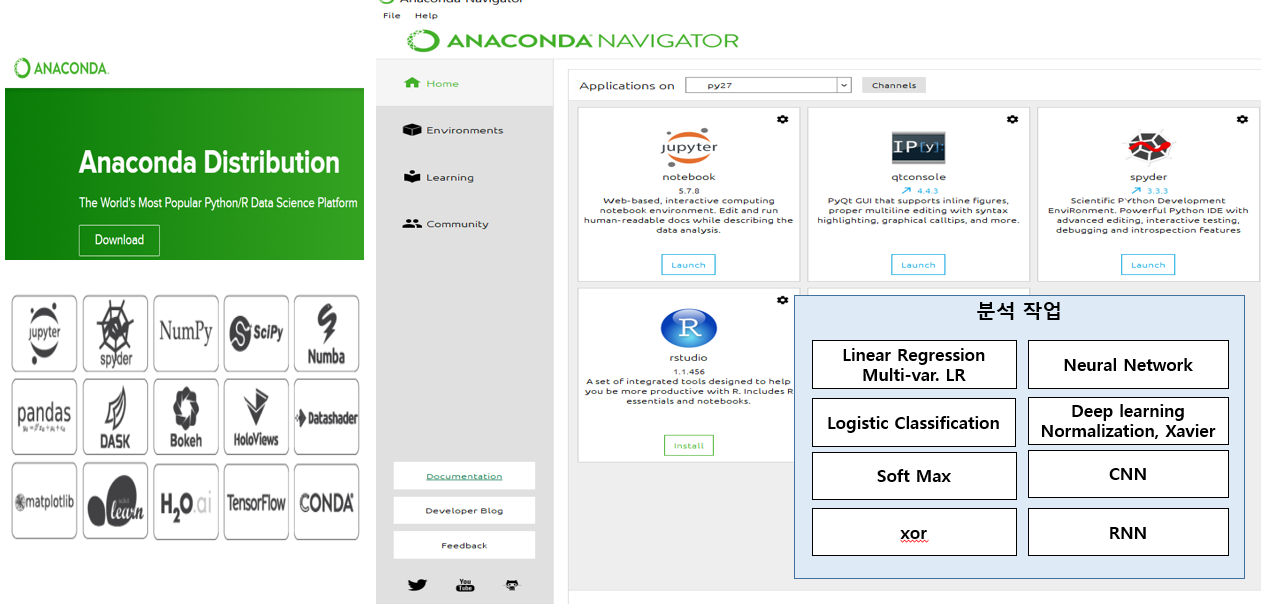 ANACONDA.
Anaconda Distribution
The World's Most Popular Python/R Data Science Platform
Download
jupyter
spyder
NumPy
SciPy
Numba
pandas
DASK
Bokeh
HoloViews
Datashader
matplotlib
learn
H2O.ai
TensorFlow
CONDA
Anaconda Navigator
File Help
ANACONDA NAVIGATOR
Home
Environments
Learning
Community
Documentation
Developer Blog
Feedback
You
Tube
Applications on py27 Channels
jupyter
notebook
5.7.8
Web-based, interactive computing
notebook environment. Edit and run
human-readable docs while describing the
data analysis.
Launch
IP[y]:
qtconsole
4.4.3
PyQt GUI that supports inline figures,
proper multiline editing with syntax
highlighting, graphical calltips, and more.
Launch
spyder
3.3.3
Scientific PYthon Development
EnviRonment. Powerful Python IDE with
advanced editing, interactive testing,
debugging and introspection features
Launch
R
rstudio
1.1.456
A set of integrated tools designed to help
you be more productive with R. Includes R
essentials and notebooks.
Install
분석 작업
Linear Regression
Multi-var. LR
Neural Network
Logistic Classification
Deep learning
Normalization, Xavier
Soft Max
CNN
xor
RNN